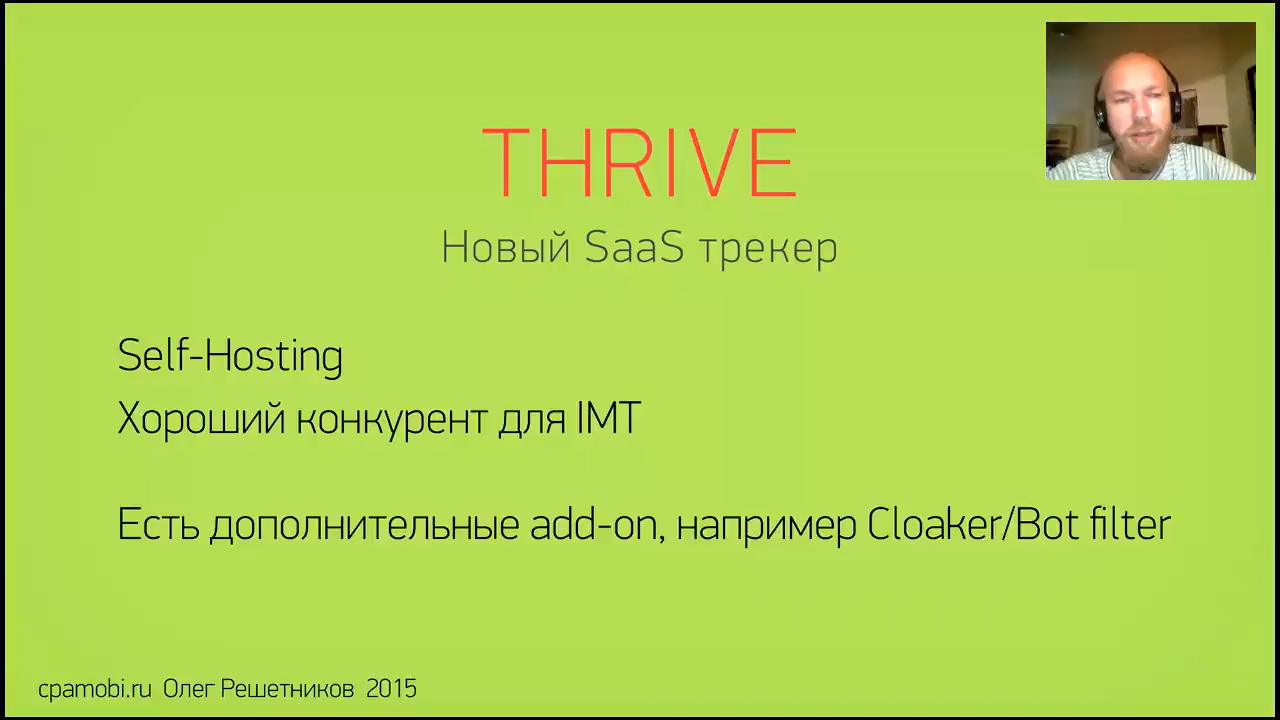 THRIVE
Новый SaaS трекер
Self-Hosting
Хороший конкурент для IMT
Есть дополнительные add-on, например Cloaker/Bot filter
cpamobi.ru Олег Решетников 2015